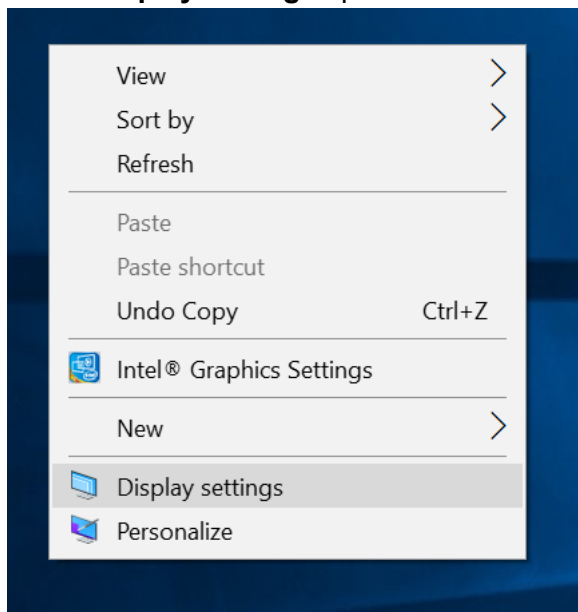 View
Sort by
Refresh
Paste
Paste shortcut
Undo Copy Ctrl+Z
Intel® Graphics Settings
New
Display settings
Personalize